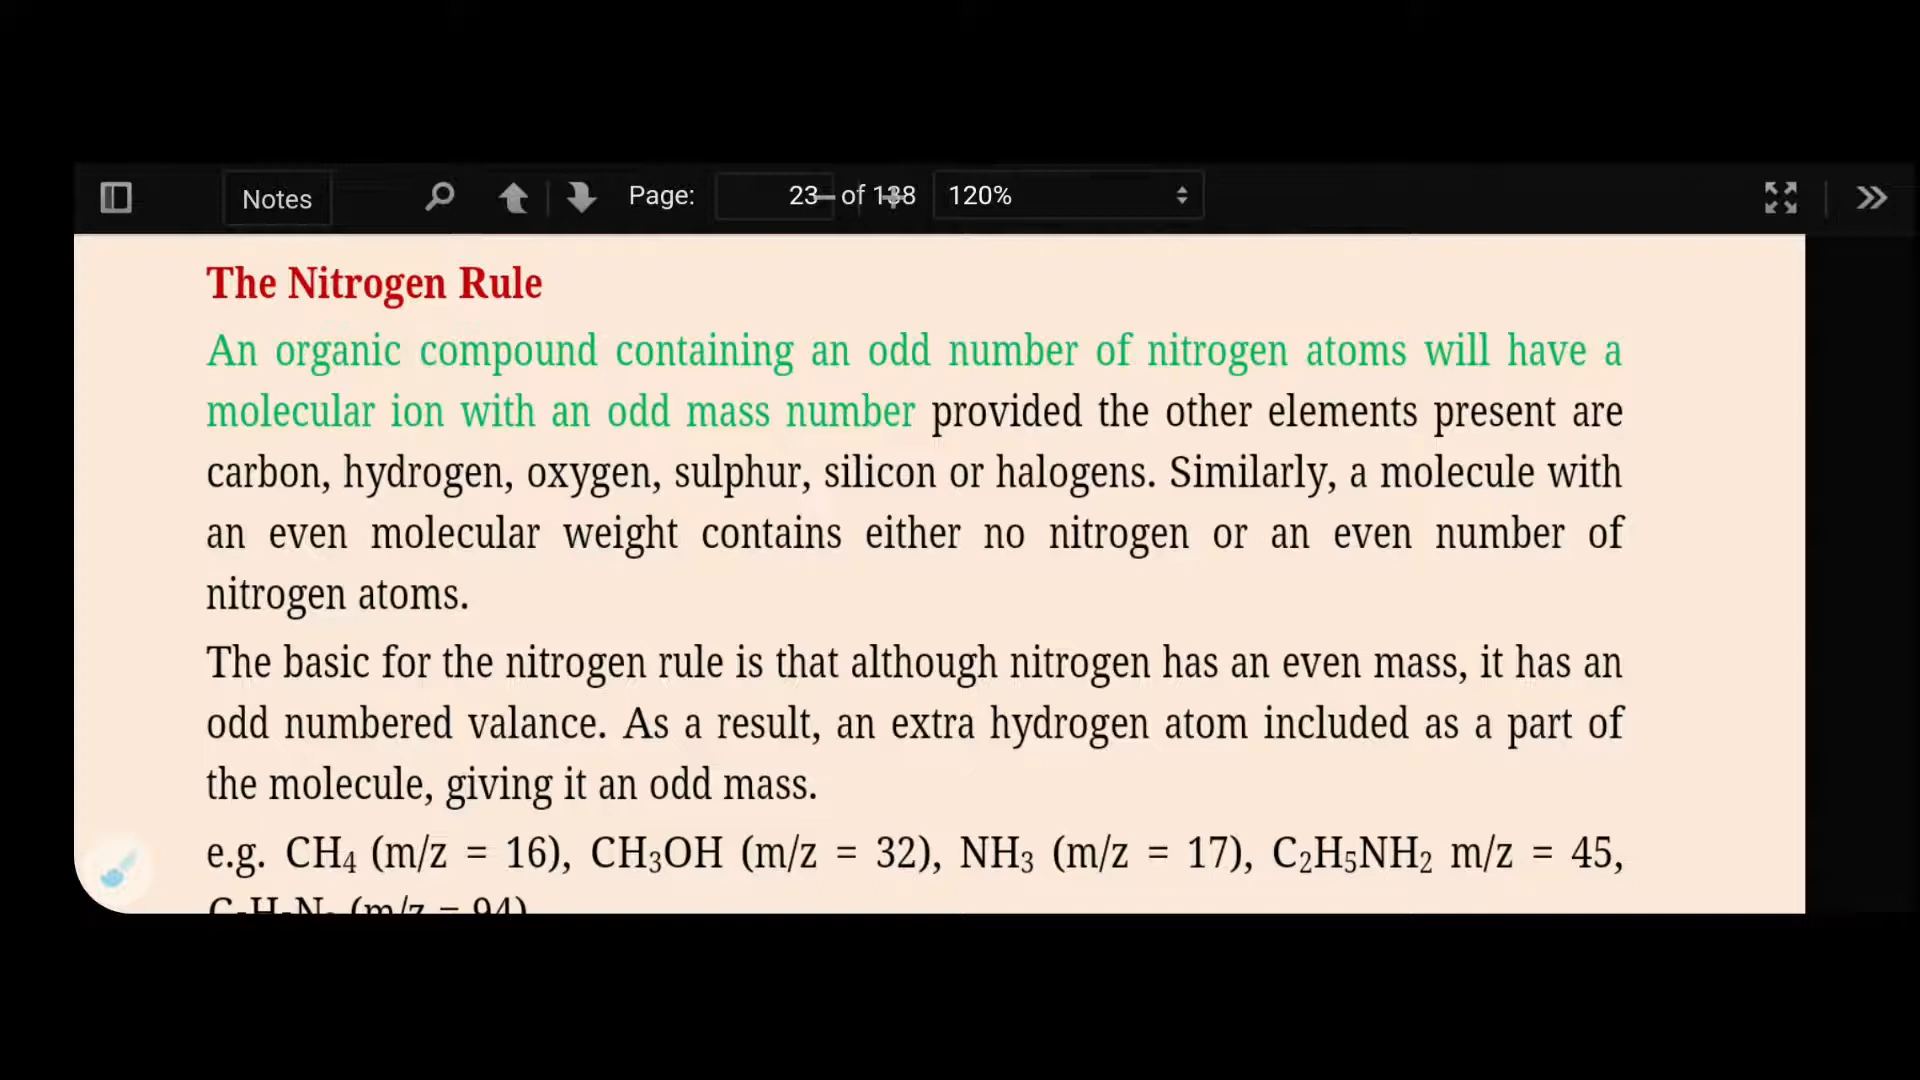 Notes Page: 23 of 138 120%
The Nitrogen Rule
An organic compound containing an odd number of nitrogen atoms will have a
molecular ion with an odd mass number provided the other elements present are
carbon, hydrogen, oxygen, sulphur, silicon or halogens. Similarly, a molecule with
an even molecular weight contains either no nitrogen or an even number of
nitrogen atoms.
The basic for the nitrogen rule is that although nitrogen has an even mass, it has an
odd numbered valance. As a result, an extra hydrogen atom included as a part of
the molecule, giving it an odd mass.
e.g. CH₄ (m/z = 16), CH₃OH (m/z = 32), NH₃ (m/z = 17), C₂H₅NH₂ m/z = 45,
(m/z = 94)